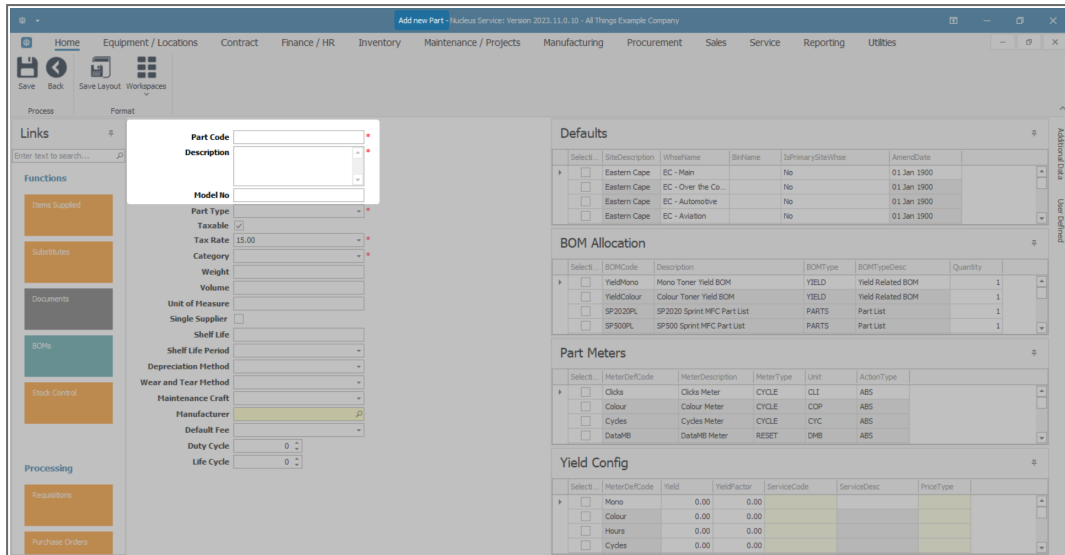 Add new Part - Nucleus Service: Version 2023.11.0.10 - All Things Example Company
Home Equipment / Locations Contract Finance / HR Inventory Maintenance / Projects Manufacturing Procurement Sales Service Reporting Utilities
Save Back Save Layout Workspaces
Process Format
Links
Enter text to search...
Functions
Items Supplied
Substitutes
Documents
BOMs
Stock Control
Processing
Requisitions
Purchase Orders
Part Code *
Description *
Model No
Part Type *
Taxable
Tax Rate 15.00 *
Category *
Weight
Volume
Unit of Measure
Single Supplier
Shelf Life
Shelf Life Period
Depreciation Method
Wear and Tear Method
Maintenance Craft
Manufacturer
Default Fee
Duty Cycle 0
Life Cycle 0
Defaults
Selecti... SiteDescription WhseName BinName IsPrimarySiteWhse AmendDate
Eastern Cape EC - Main No 01 Jan 1900
Eastern Cape EC - Over the Co... No 01 Jan 1900
Eastern Cape EC - Automotive No 01 Jan 1900
Eastern Cape EC - Aviation No 01 Jan 1900
BOM Allocation
Selecti... BOMCode Description BOMType BOMTypeDesc Quantity
YieldMono Mono Toner Yield BOM YIELD Yield Related BOM 1
YieldColour Colour Toner Yield BOM YIELD Yield Related BOM 1
SP2020PL SP2020 Sprint MFC Part List PARTS Part List 1
SP500PL SP500 Sprint MFC Part List PARTS Part List 1
Part Meters
Selecti... MeterDefCode MeterDescription MeterType Unit ActionType
Clicks Clicks Meter CYCLE CLI ABS
Colour Colour Meter CYCLE COP ABS
Cycles Cycles Meter CYCLE CYC ABS
DataMB DataMB Meter RESET DMB ABS
Yield Config
Selecti... MeterDefCode Yield YieldFactor ServiceCode ServiceDesc PriceType
Mono 0.00 0.00
Colour 0.00 0.00
Hours 0.00 0.00
Cycles 0.00 0.00
Additional Data
User Defined